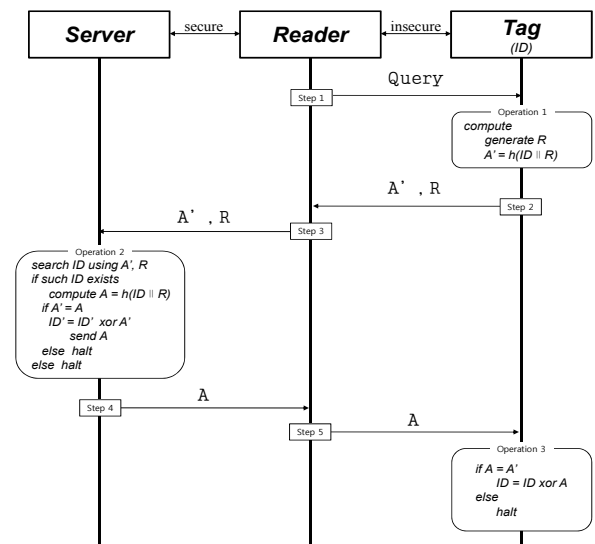 Server
secure
Reader
insecure
Tag
(ID)
Query
Step 1
Operation 1
compute
generate R
A' = h(ID || R)
A' , R
Step 2
A' , R
Step 3
Operation 2
search ID using A', R
if such ID exists
compute A = h(ID || R)
if A' = A
ID' = ID' xor A'
send A
else halt
else halt
A
Step 4
A
Step 5
Operation 3
if A = A'
ID = ID xor A
else
halt